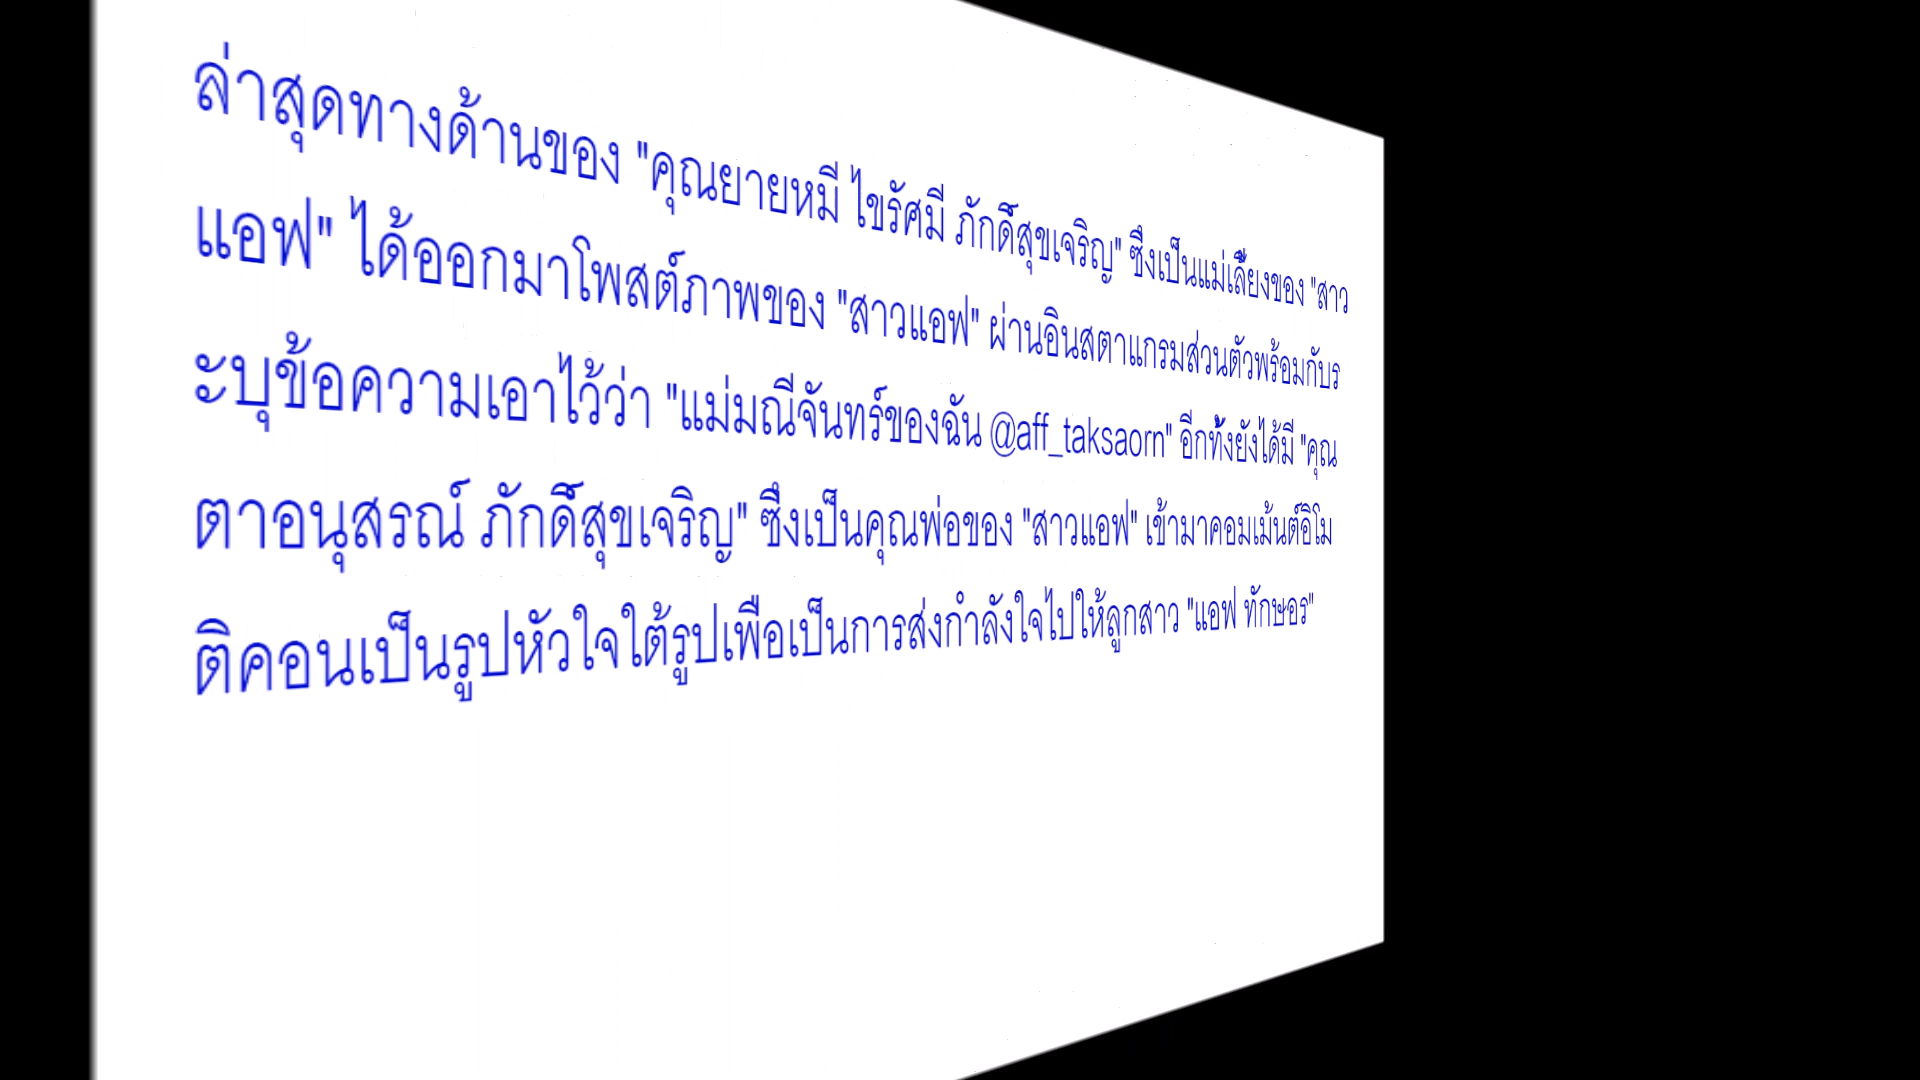 ล่าสุดทางด้านของ "คุณยายหมี ไขรัศมี ภักดี์สุขเจริญ" ซึ่งเป็นแม่เลี้ยงของ "สาว
แอฟ" ได้ออกมาโพสต์ภาพของ "สาวแอฟ" ผ่านอินสตาแกรมส่วนตัวพร้อมกับร
ะบุข้อความเอาไว้ว่า "แม่มณีจันทร์ของฉัน @aff_taksaorn" อีกทั้งยังได้มี "คุณ
ตาอนุสรณ์ ภักดี์สุขเจริญ" ซึ่งเป็นคุณพ่อของ "สาวแอฟ" เข้ามาคอมเม้นต์อิโม
ติคอนเป็นรูปหัวใจใต้รูปเพื่อเป็นการส่งกำลังใจไปให้ลูกสาว "แอฟ ทักษอร"